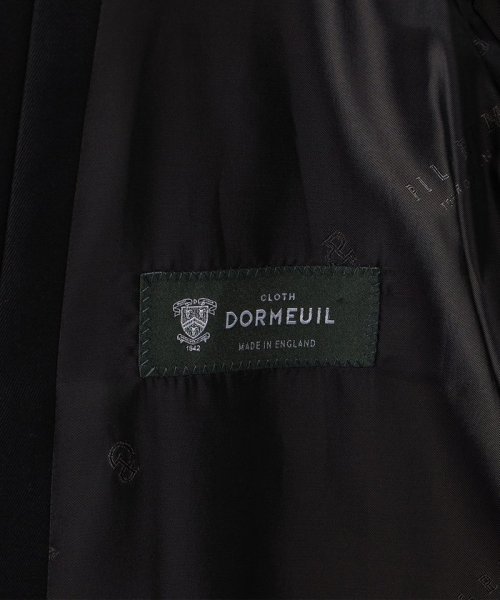 CLOTH
DORMEUIL
MADE IN ENGLAND
1842